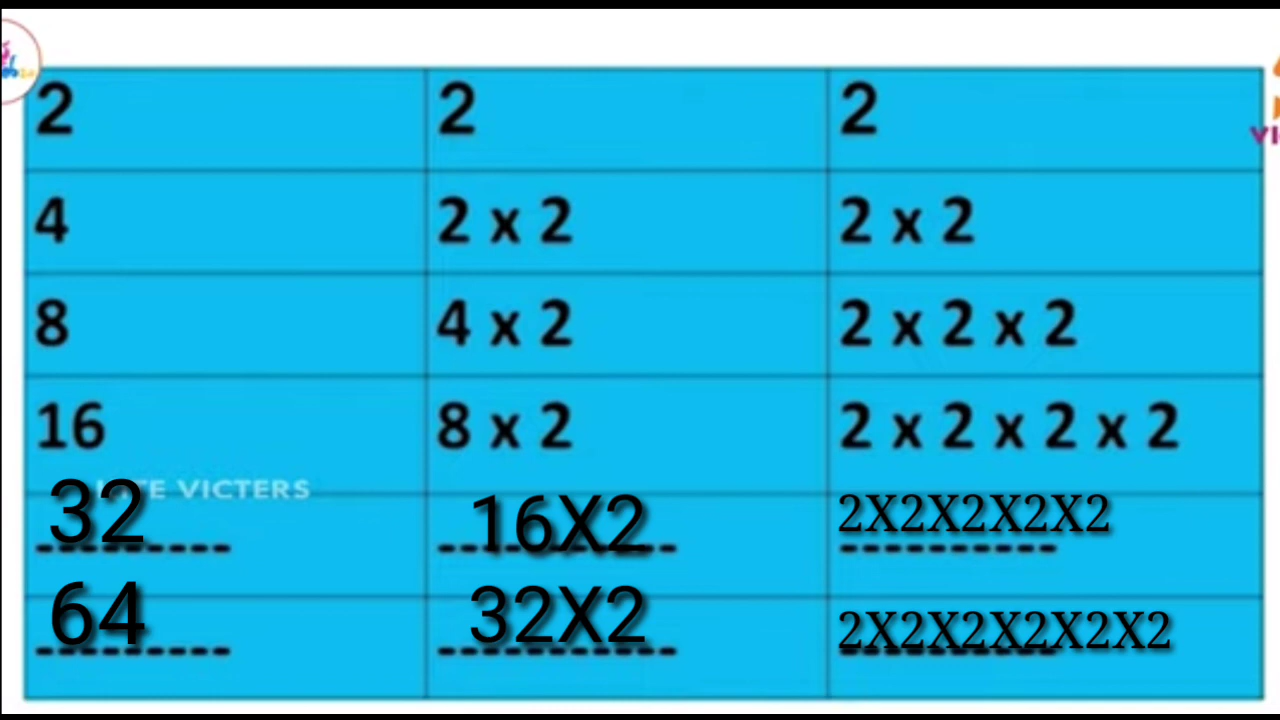 2 2 2
4 2 x 2 2 x 2
8 4 x 2 2 x 2 x 2
16 8 x 2 2 x 2 x 2 x 2
VICTERS
32 16X2 2X2X2X2X2
64 32X2 2X2X2X2X2X2